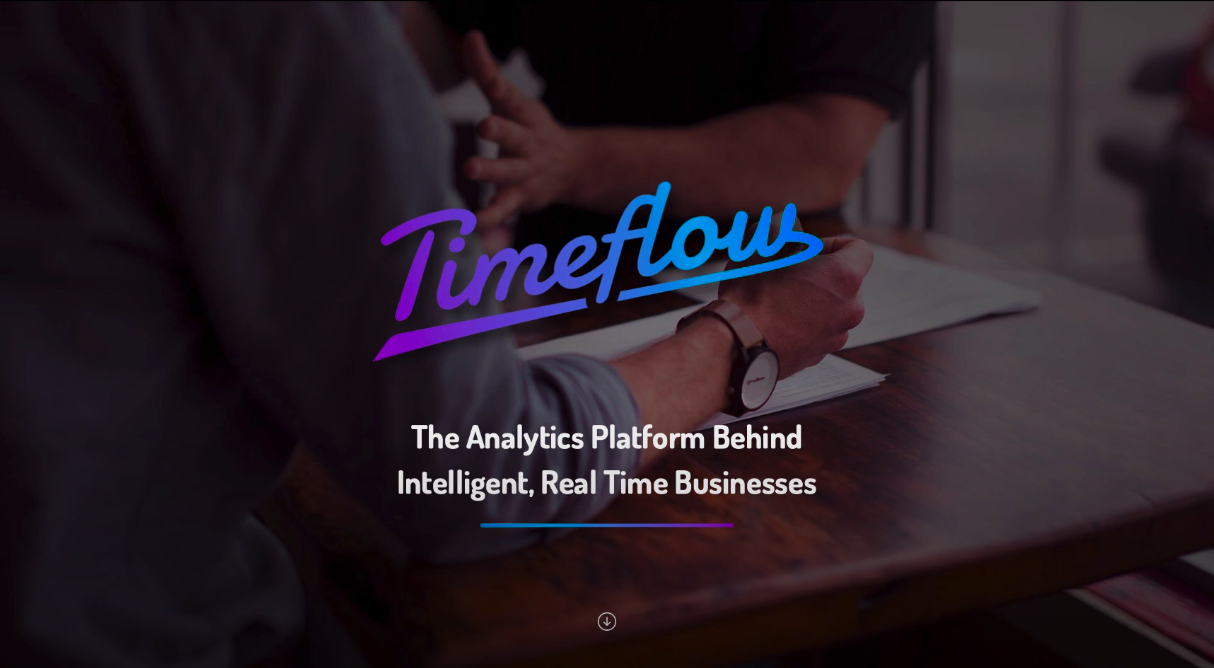 Timeflow
The Analytics Platform Behind
Intelligent, Real Time Businesses